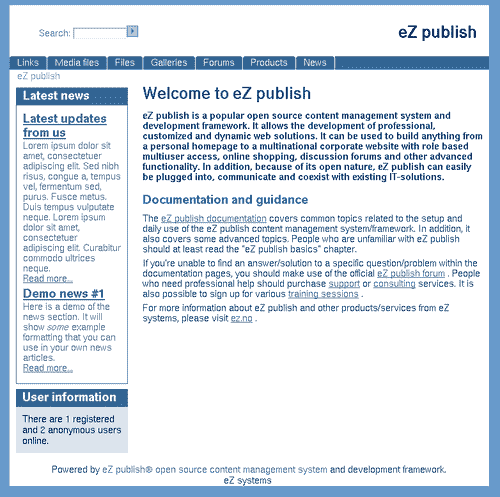 Search:
eZ publish
Links Media files Files Galleries Forums Products News
eZ publish
Latest news
Latest updates
from us
Lorem ipsum dolor sit
amet, consectetuer
adipiscing elit. Sed nibh
risus, congue a, tempus
vel, fermentum sed,
purus. Fusce metus.
Duis tempus vulputate
neque. Lorem ipsum
dolor sit amet,
consectetuer
adipiscing elit. Curabitur
commodo ultrices
neque.
Read more...
Demo news #1
Here is a demo of the
news section. It will
show some example
formatting that you can
use in your own news
articles.
Read more...
User information
There are 1 registered
and 2 anonymous users
online.
Welcome to eZ publish
eZ publish is a popular open source content management system and
development framework. It allows the development of professional,
customized and dynamic web solutions. It can be used to build anything from
a personal homepage to a multinational corporate website with role based
multiuser access, online shopping, discussion forums and other advanced
functionality. In addition, because of its open nature, eZ publish can easily
be plugged into, communicate and coexist with existing IT-solutions.
Documentation and guidance
The eZ publish documentation covers common topics related to the setup and
daily use of the eZ publish content management system/framework. In addition, it
also covers some advanced topics. People who are unfamiliar with eZ publish
should at least read the "eZ publish basics" chapter.
If you're unable to find an answer/solution to a specific question/problem within the
documentation pages, you should make use of the official eZ publish forum . People
who need professional help should purchase support or consulting services. It is
also possible to sign up for various training sessions .
For more information about eZ publish and other products/services from eZ
systems, please visit ez.no .
Powered by eZ publish® open source content management system and development framework.
eZ systems